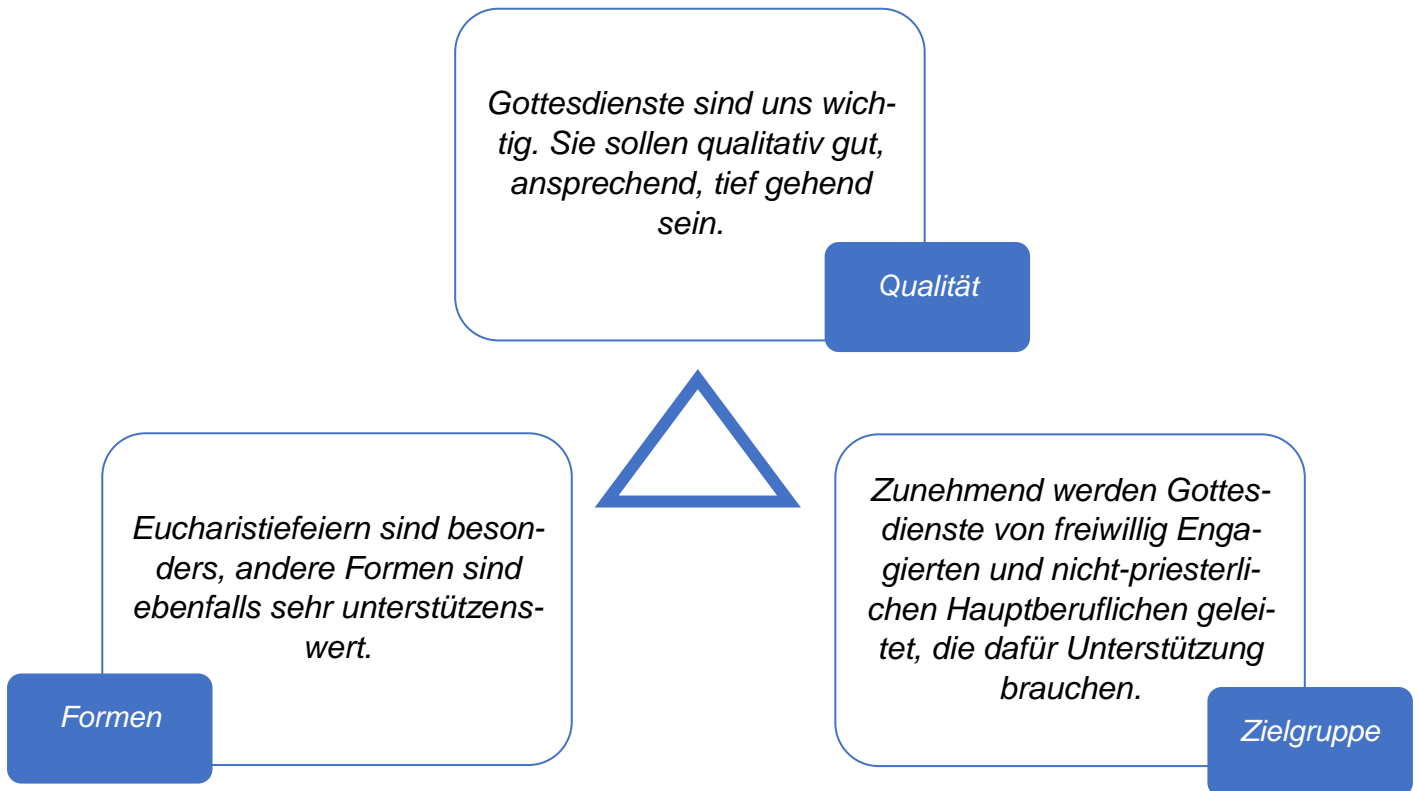 Gottesdienste sind uns wich-
tig. Sie sollen qualitativ gut,
ansprechend, tief gehend
sein.
Qualität
Eucharistiefeiern sind beson-
ders, andere Formen sind
ebenfalls sehr unterstützens-
wert.
Formen
Zunehmend werden Gottes-
dienste von freiwillig Enga-
gierten und nicht-priesterli-
chen Hauptberuflichen gelei-
tet, die dafür Unterstützung
brauchen.
Zielgruppe